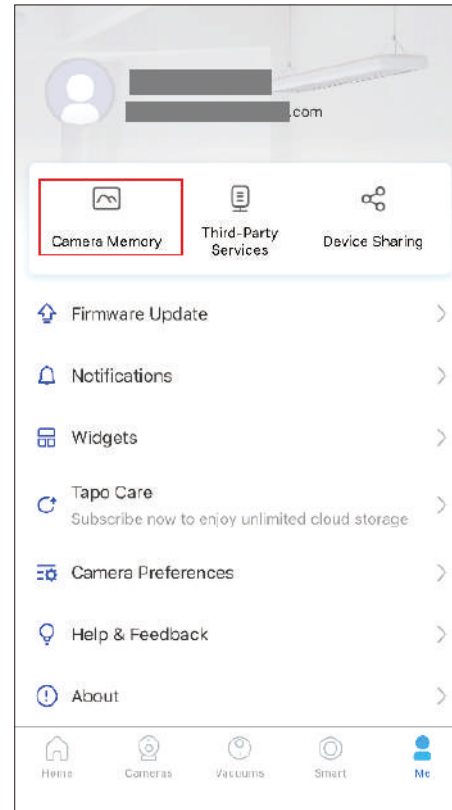 .com
Camera Memory
Third-Party
Services
Device Sharing
Firmware Update
Notifications
Widgets
Tapo Care
Subscribe now to enjoy unlimited cloud storage
Camera Preferences
Help & Feedback
About
Home
Cameras
Vacuums
Smart
Me